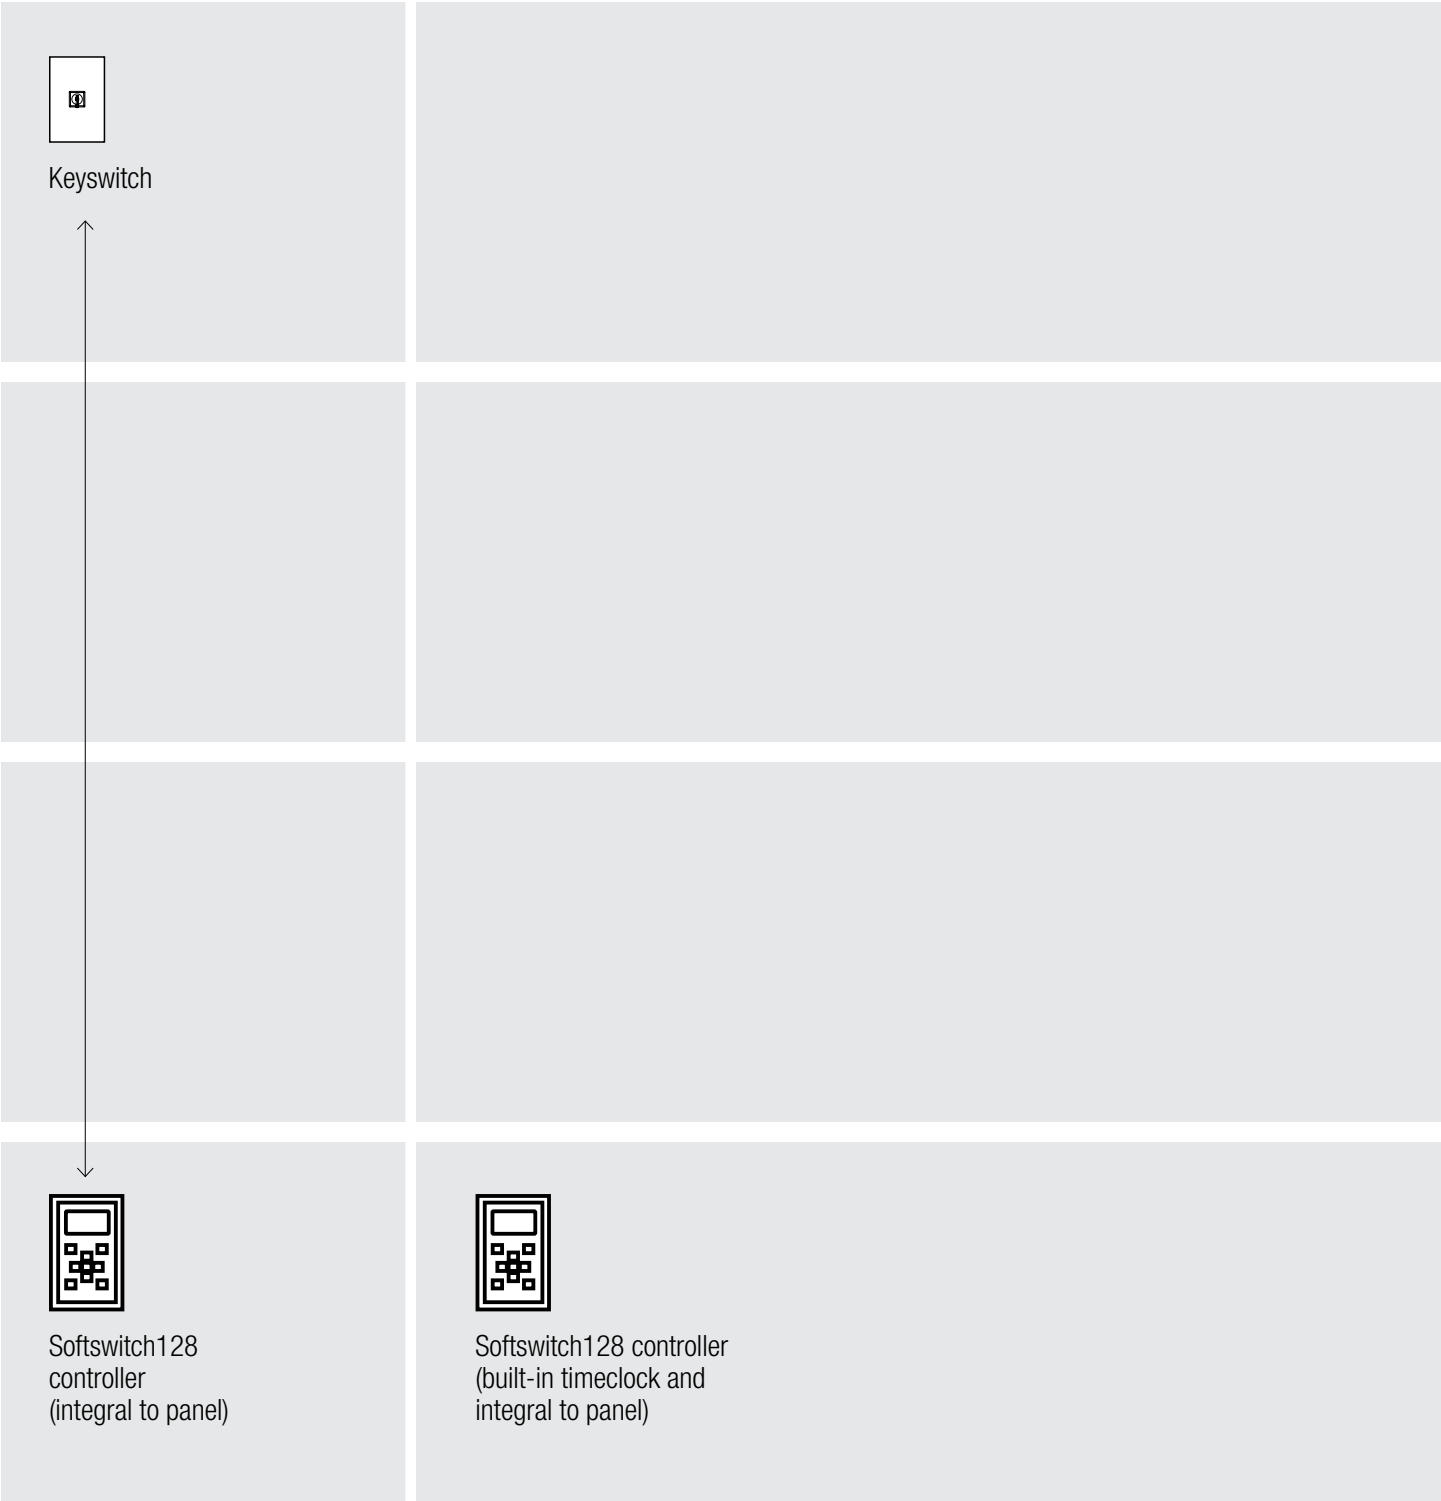 Keyswitch
Softswitch128
controller
(integral to panel)
Softswitch128 controller
(built-in timeclock and
integral to panel)